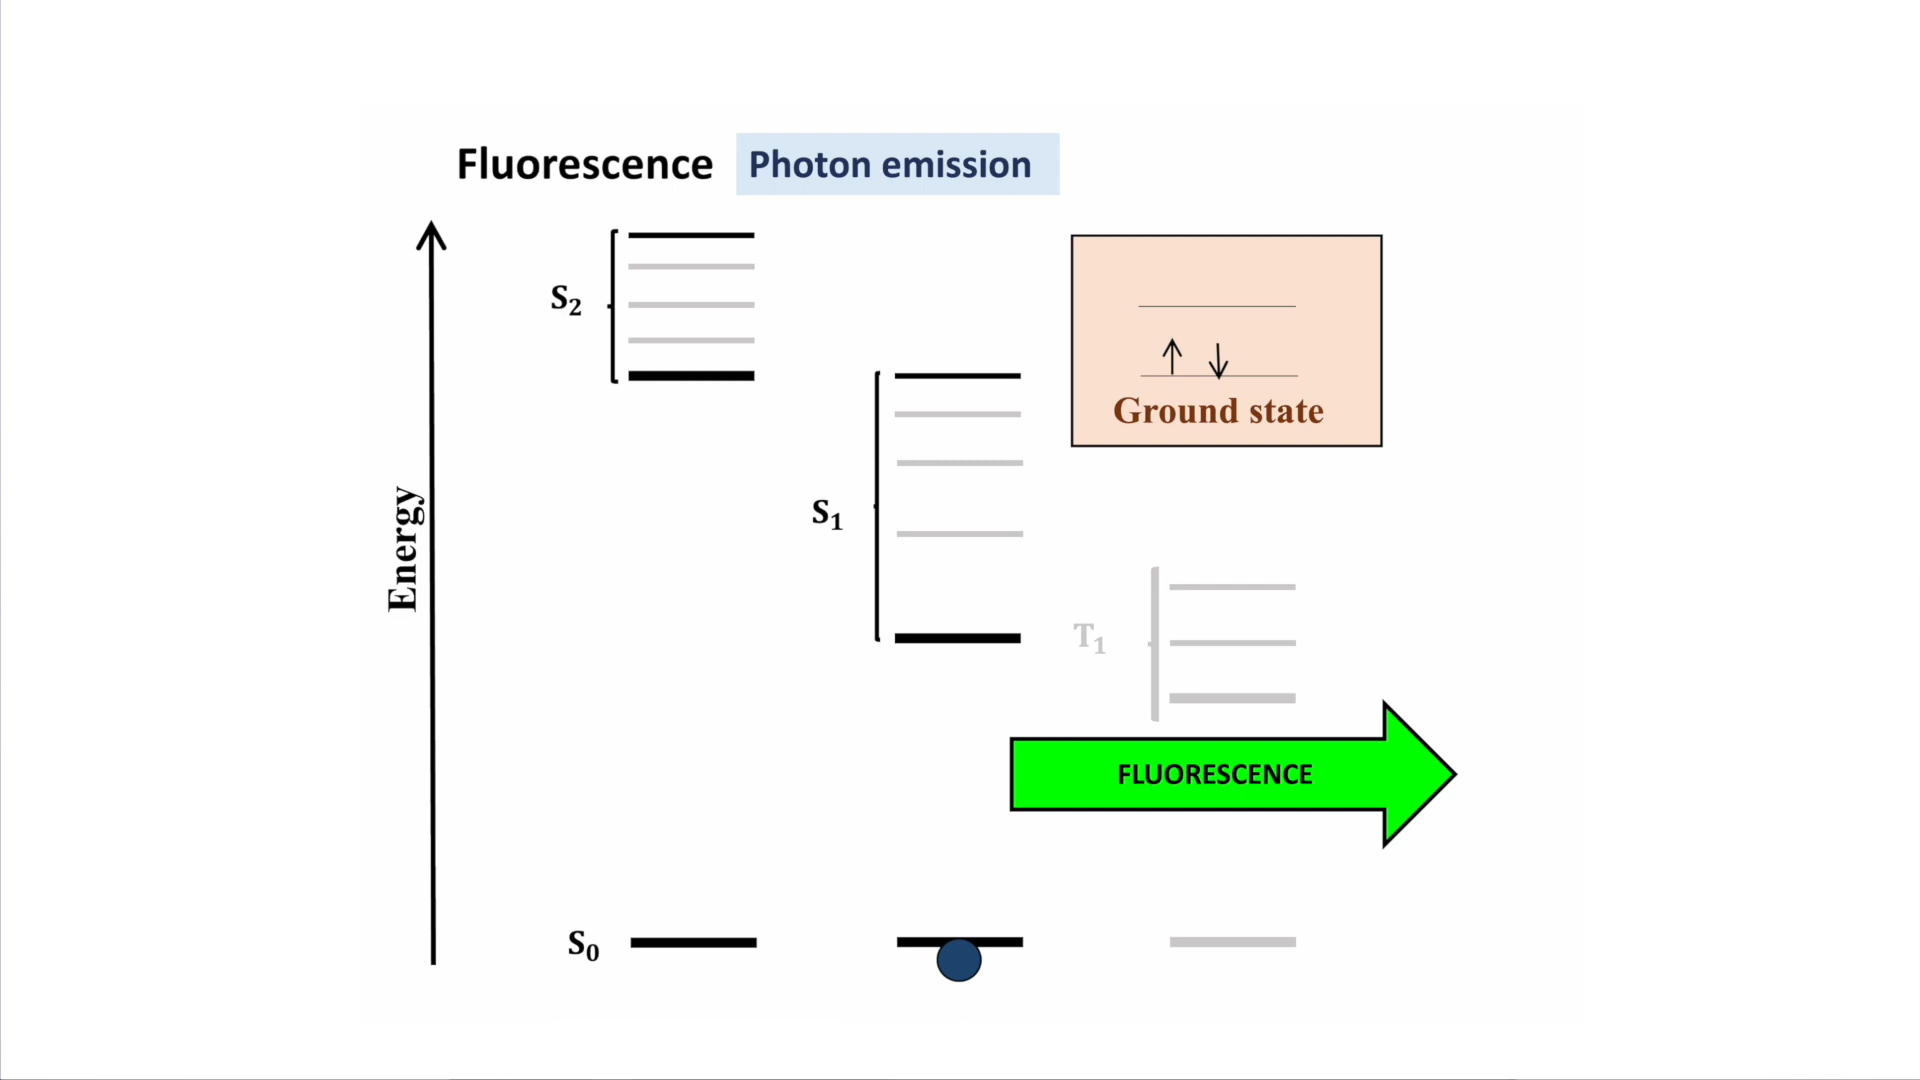 Fluorescence Photon emission
S₂
Ground state
S₁
Energy
T₁
FLUORESCENCE
S₀